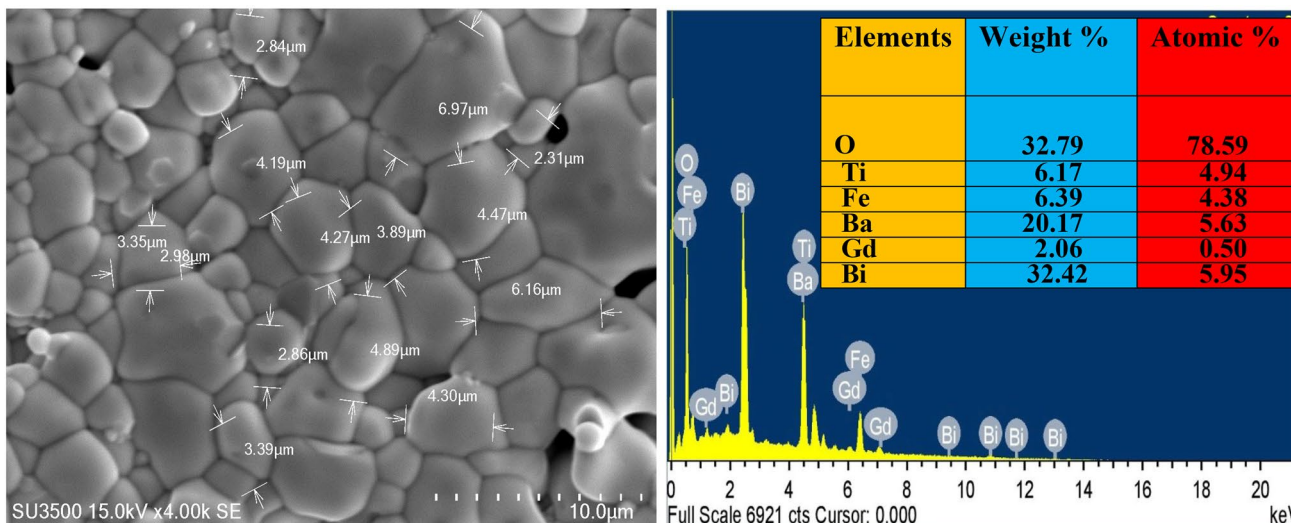 2.84µm
6.97µm
2.31µm
4.19µm
4.47µm
4.27µm
3.89µm
3.35µm
2.98µm
6.16µm
2.86µm
4.89µm
4.30µm
3.39µm
SU3500 15.0kV x4.00k SE
10.0µm
Elements Weight % Atomic %
O 32.79 78.59
Ti 6.17 4.94
Fe 6.39 4.38
Ba 20.17 5.63
Gd 2.06 0.50
Bi 32.42 5.95
O
Fe
Ti
Bi
Ti
Ba
Gd
Bi
Fe
Gd
Gd
Bi
Bi
Bi
Bi
0 2 4 6 8 10 12 14 16 18 20
Full Scale 6921 cts Cursor: 0.000